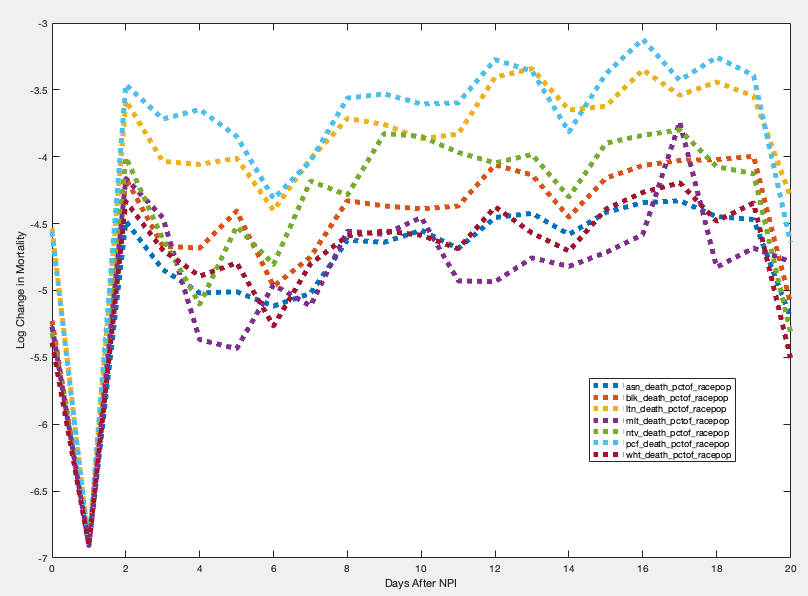 -3
-3.5
-4
-4.5
-5
-5.5
-6
-6.5
-7
Log Change in Mortality
0 2 4 6 8 10 12 14 16 18 20
Days After NPI
asn_death_pctof_racepop
blk_death_pctof_racepop
ltn_death_pctof_racepop
mlt_death_pctof_racepop
ntv_death_pctof_racepop
pcf_death_pctof_racepop
wht_death_pctof_racepop